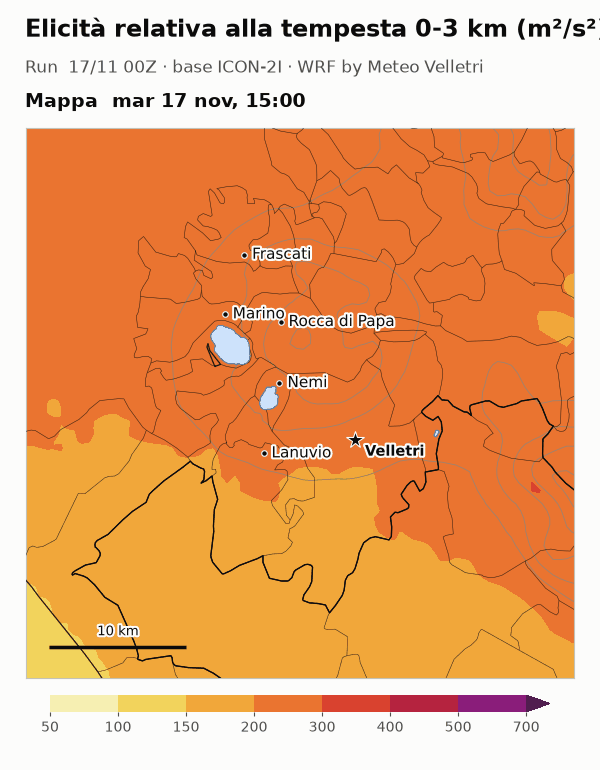 Elicità relativa alla tempesta 0-3 km (m²/s²)
Run 17/11 00Z · base ICON-2I · WRF by Meteo Velletri
Mappa mar 17 nov, 15:00
Frascati
Marino
Rocca di Papa
Nemi
Velletri
Lanuvio
10 km
50 100 150 200 300 400 500 700